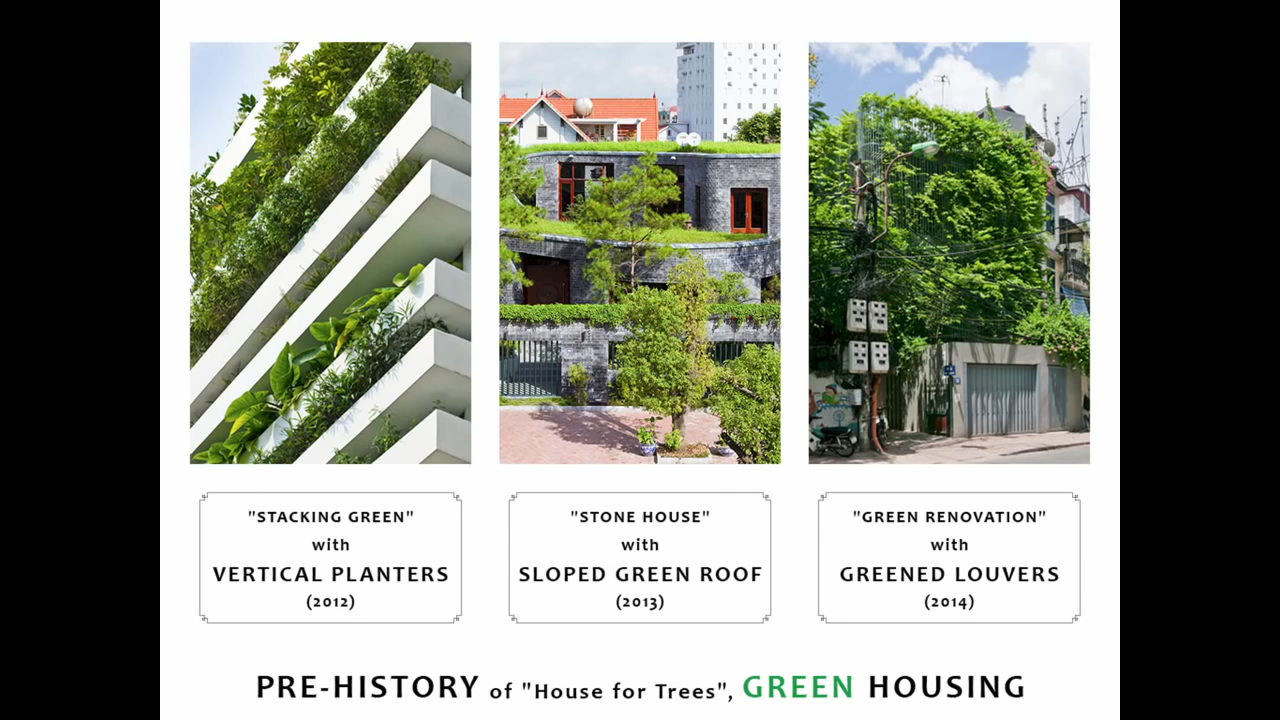 "STACKING GREEN"
with
VERTICAL PLANTERS
(2012)
"STONE HOUSE"
with
SLOPED GREEN ROOF
(2013)
"GREEN RENOVATION"
with
GREENED LOUVERS
(2014)
PRE-HISTORY of "House for Trees", GREEN HOUSING